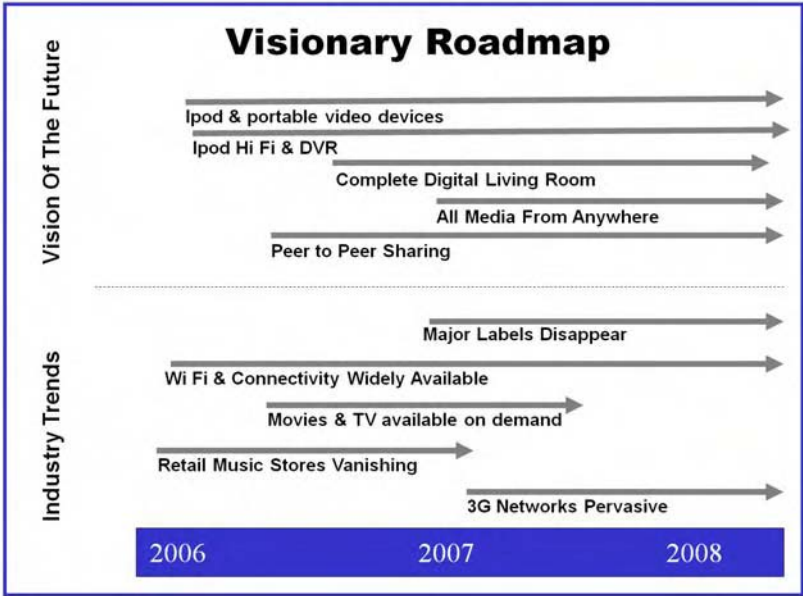 Visionary Roadmap
Vision Of The Future
Ipod & portable video devices
Ipod Hi Fi & DVR
Complete Digital Living Room
All Media From Anywhere
Peer to Peer Sharing
Industry Trends
Major Labels Disappear
Wi Fi & Connectivity Widely Available
Movies & TV available on demand
Retail Music Stores Vanishing
3G Networks Pervasive
2006 2007 2008